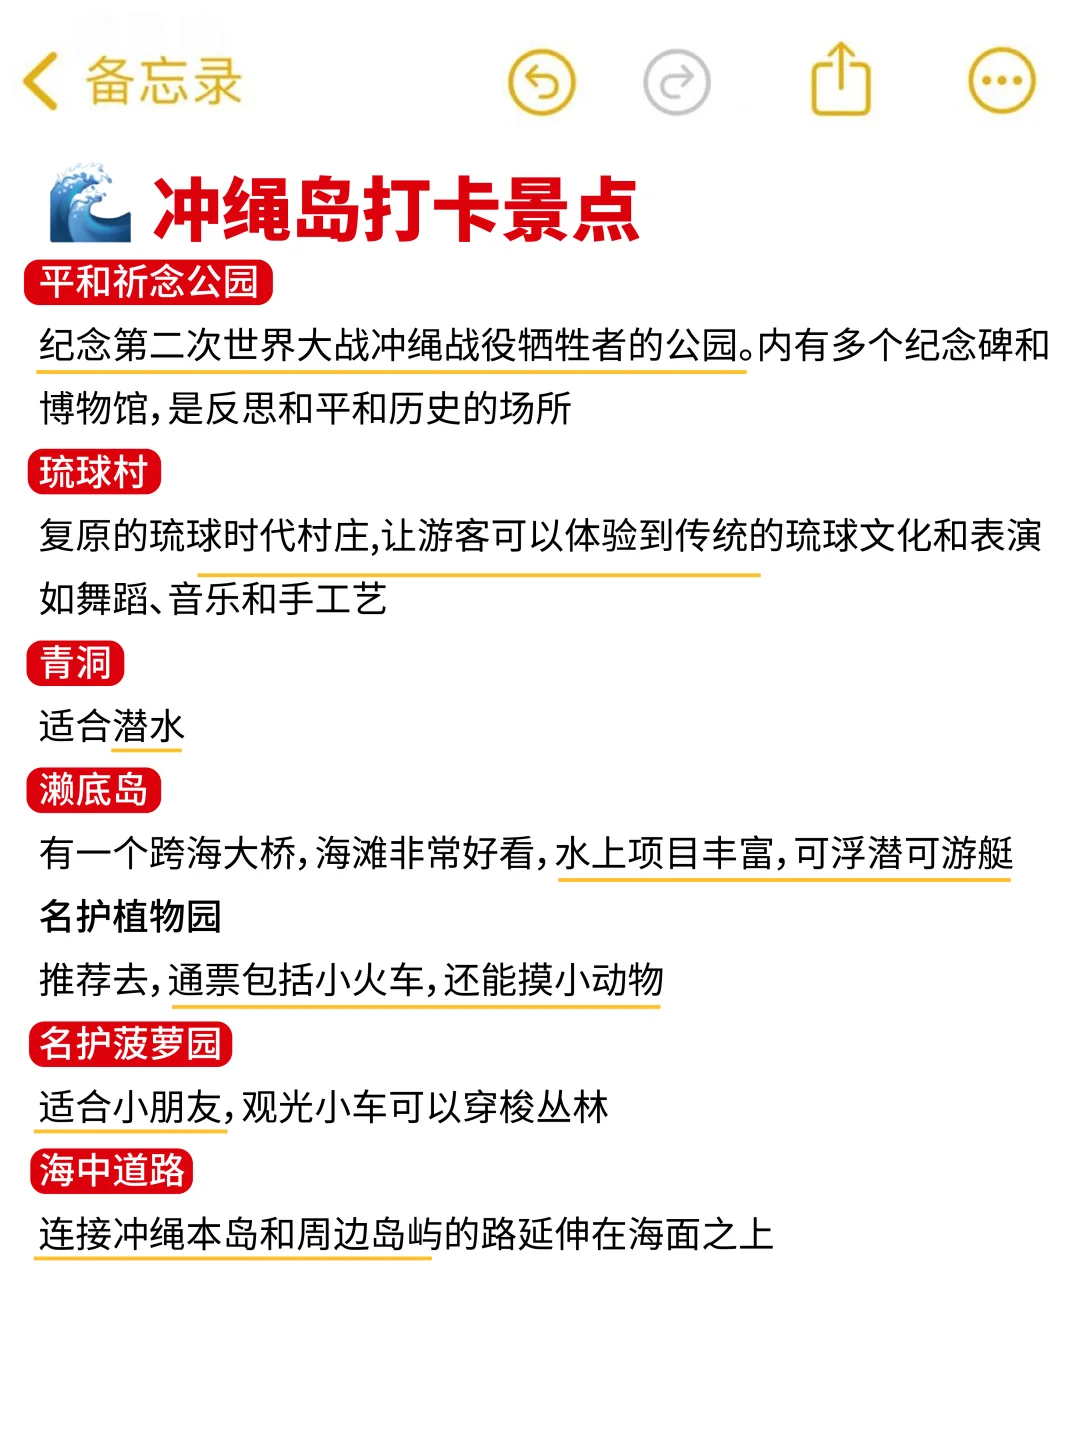 备忘录
冲绳岛打卡景点
平和祈念公园
纪念第二次世界大战冲绳战役牺牲者的公园。内有多个纪念碑和
博物馆，是反思和平和历史的场所
琉球村
复原的琉球时代村庄,让游客可以体验到传统的琉球文化和表演
如舞蹈、音乐和手工艺
青洞
适合潜水
濑底岛
有一个跨海大桥，海滩非常好看，水上项目丰富，可浮潜可游艇
名护植物园
推荐去，通票包括小火车，还能摸小动物
名护菠萝园
适合小朋友，观光小车可以穿梭丛林
海中道路
连接冲绳本岛和周边岛屿的路延伸在海面之上